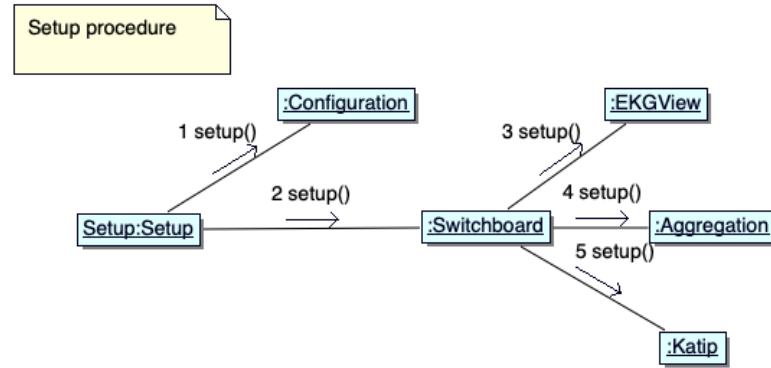 Setup procedure
:Configuration
:EKGView
1 setup()
3 setup()
2 setup()
4 setup()
Setup:Setup
:Switchboard
:Aggregation
5 setup()
:Katip